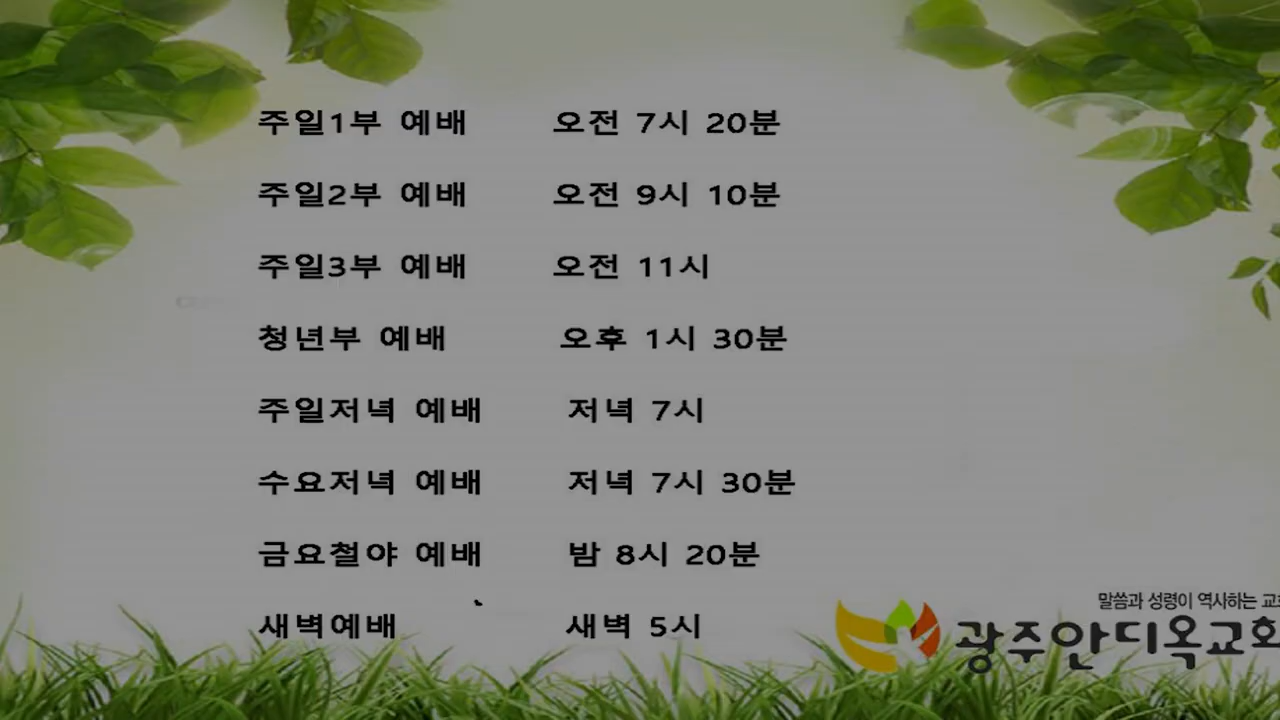 주일1부 예배 오전 7시 20분
주일2부 예배 오전 9시 10분
주일3부 예배 오전 11시
청년부 예배 오후 1시 30분
주일저녁 예배 저녁 7시
수요저녁 예배 저녁 7시 30분
금요철야 예배 밤 8시 20분
새벽예배 새벽 5시
말씀과 성령이 역사하는 교회
광주안디옥교회